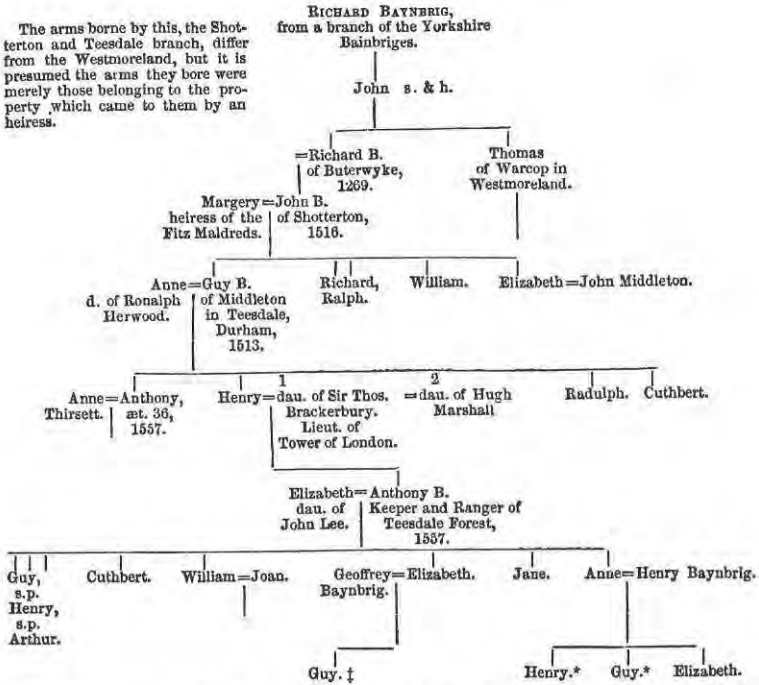 The arms borne by this, the Shot-
terton and Teesdale branch, differ
from the Westmoreland, but it is
presumed the arms they bore were
merely those belonging to the pro-
perty which came to them by an
heiress.
RICHARD BAYNBRIG,
from a branch of the Yorkshire
Bainbriges.
John s. & h.
=Richard B.
of Buterwyke,
1269.
Thomas
of Warcop in
Westmoreland.
Margery=John B.
heiress of the of Shotterton,
Fitz Maldreds. 1516.
Anne=Guy B.
d. of Ronalph of Middleton
Herwood. in Teesdale,
Durham,
1513.
Richard,
Ralph.
William.
Elizabeth=John Middleton.
1 2
Anne=Anthony,
Thirsett. æt. 36,
1557.
Henry=dau. of Sir Thos.
Brackerbury.
Lieut. of
Tower of London.
=dau. of Hugh
Marshall
Radulph. Cuthbert.
Elizabeth=Anthony B.
dau. of Keeper and Ranger of
John Lee. Teesdale Forest,
1557.
Guy,
s.p.
Henry,
s.p.
Arthur.
Cuthbert.
William=Joan.
Geoffrey=Elizabeth.
Baynbrig.
Jane.
Anne=Henry Baynbrig.
Guy. ‡
Henry.* Guy.* Elizabeth.